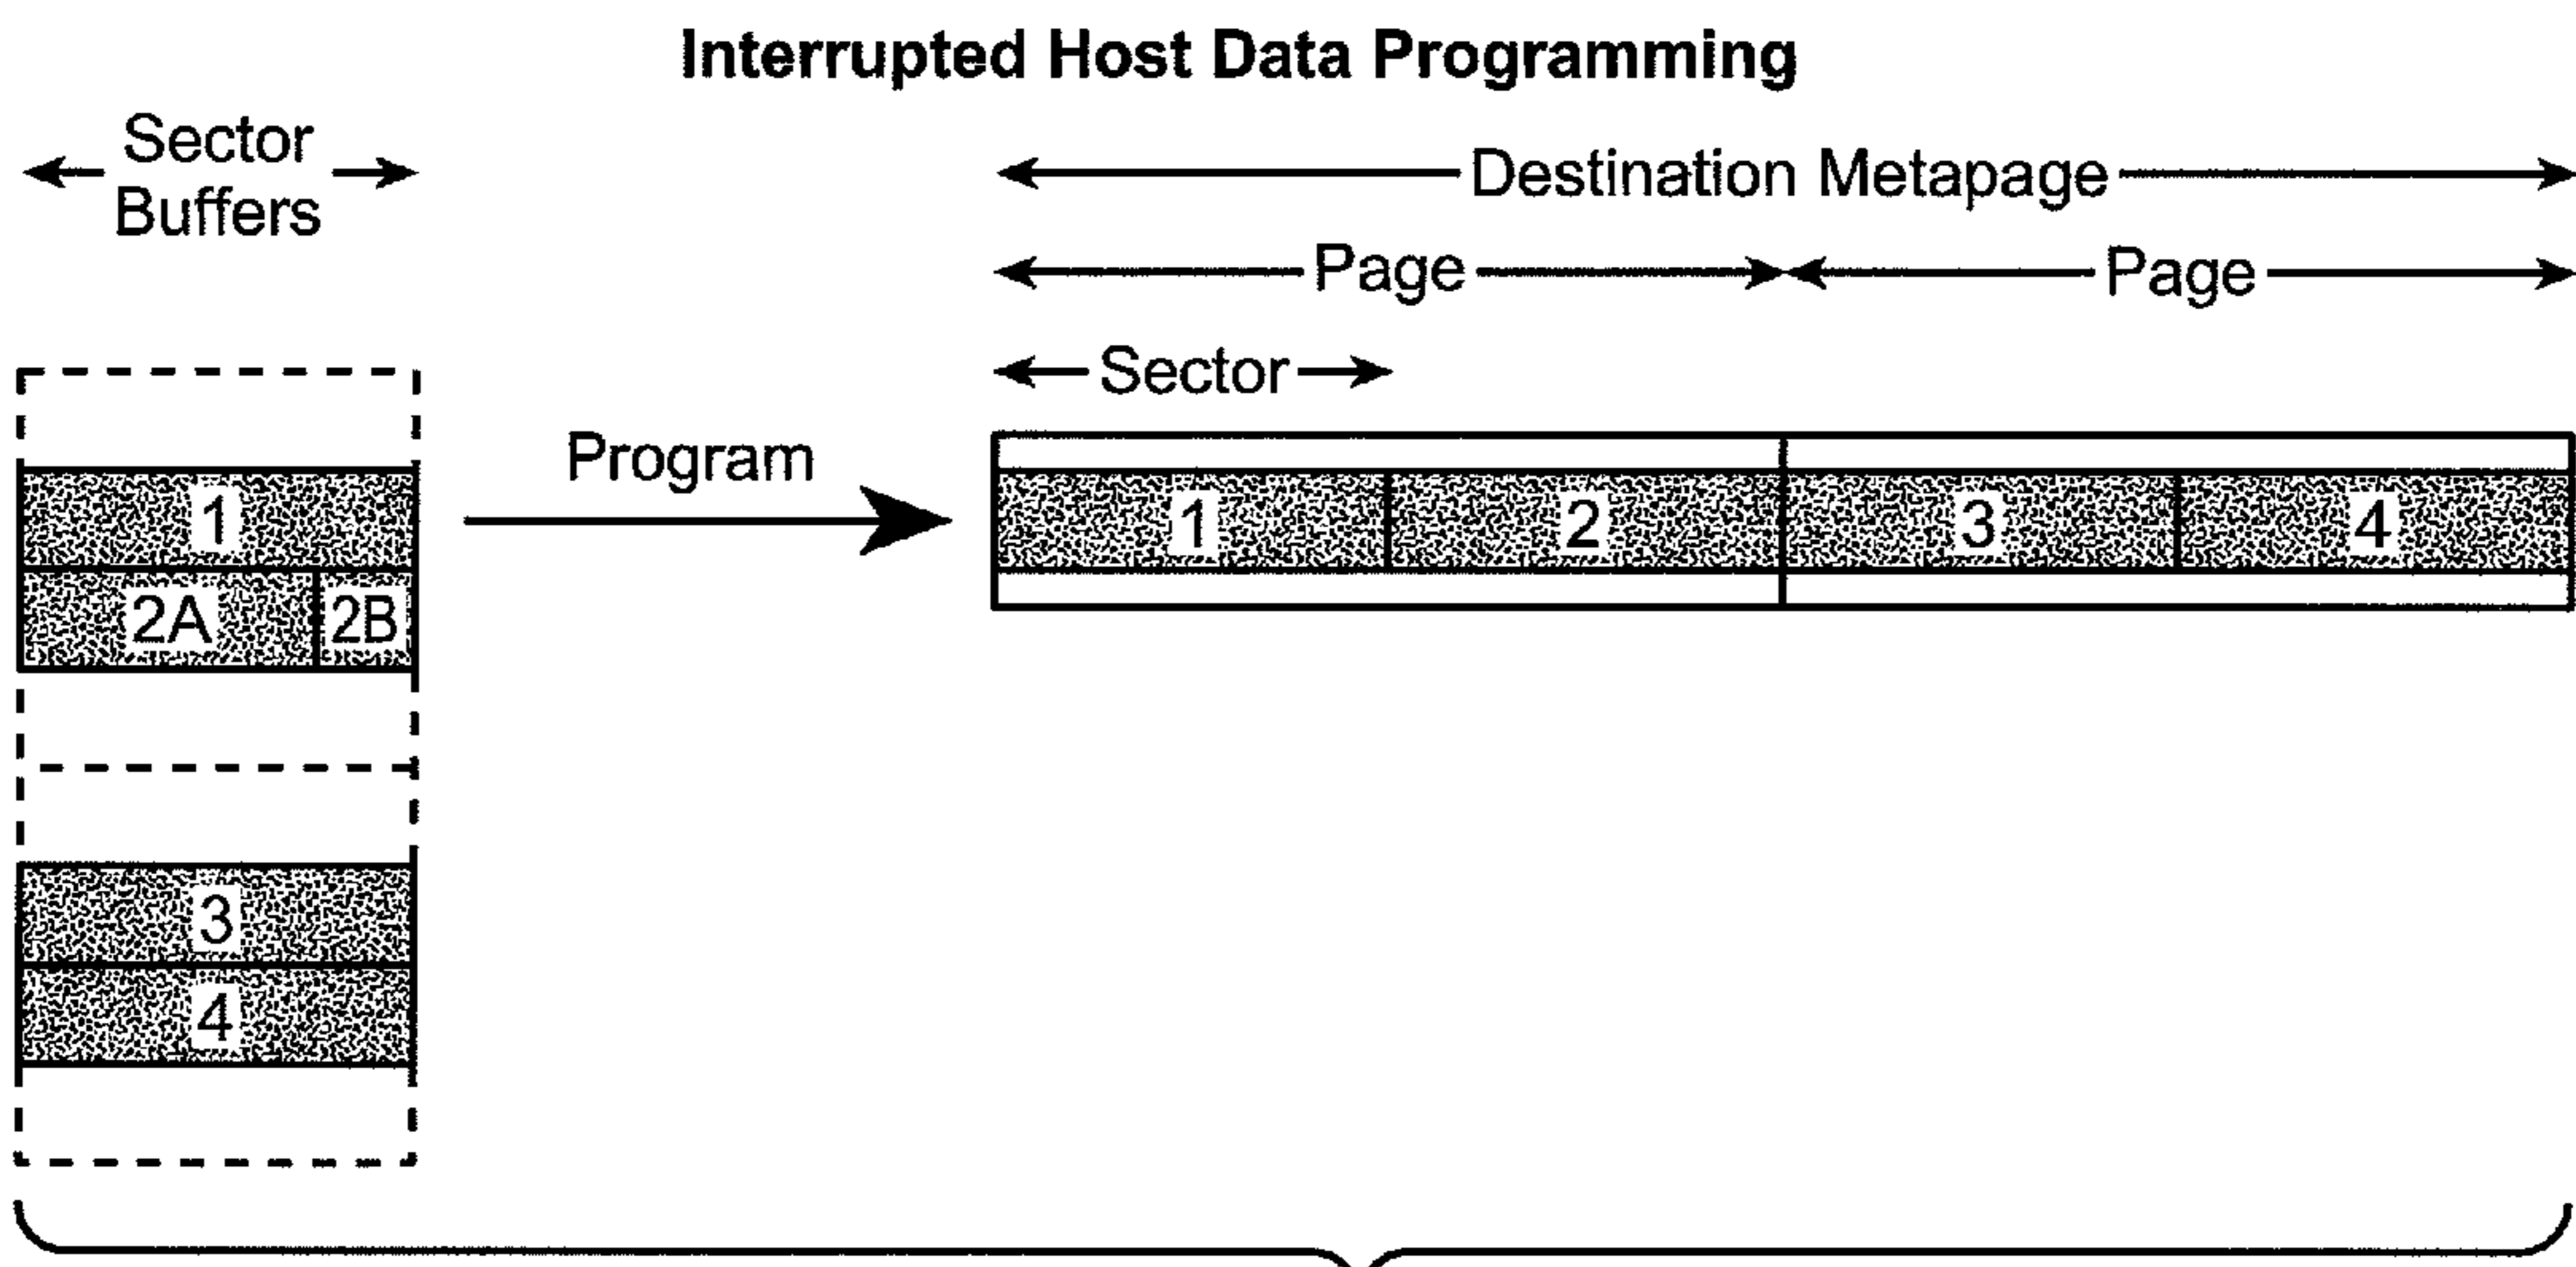 Interrupted Host Data Programming
Sector
Buffers
Destination Metapage
Page Page
Sector
Program
1
2A 2B
3
4
1 2 3 4